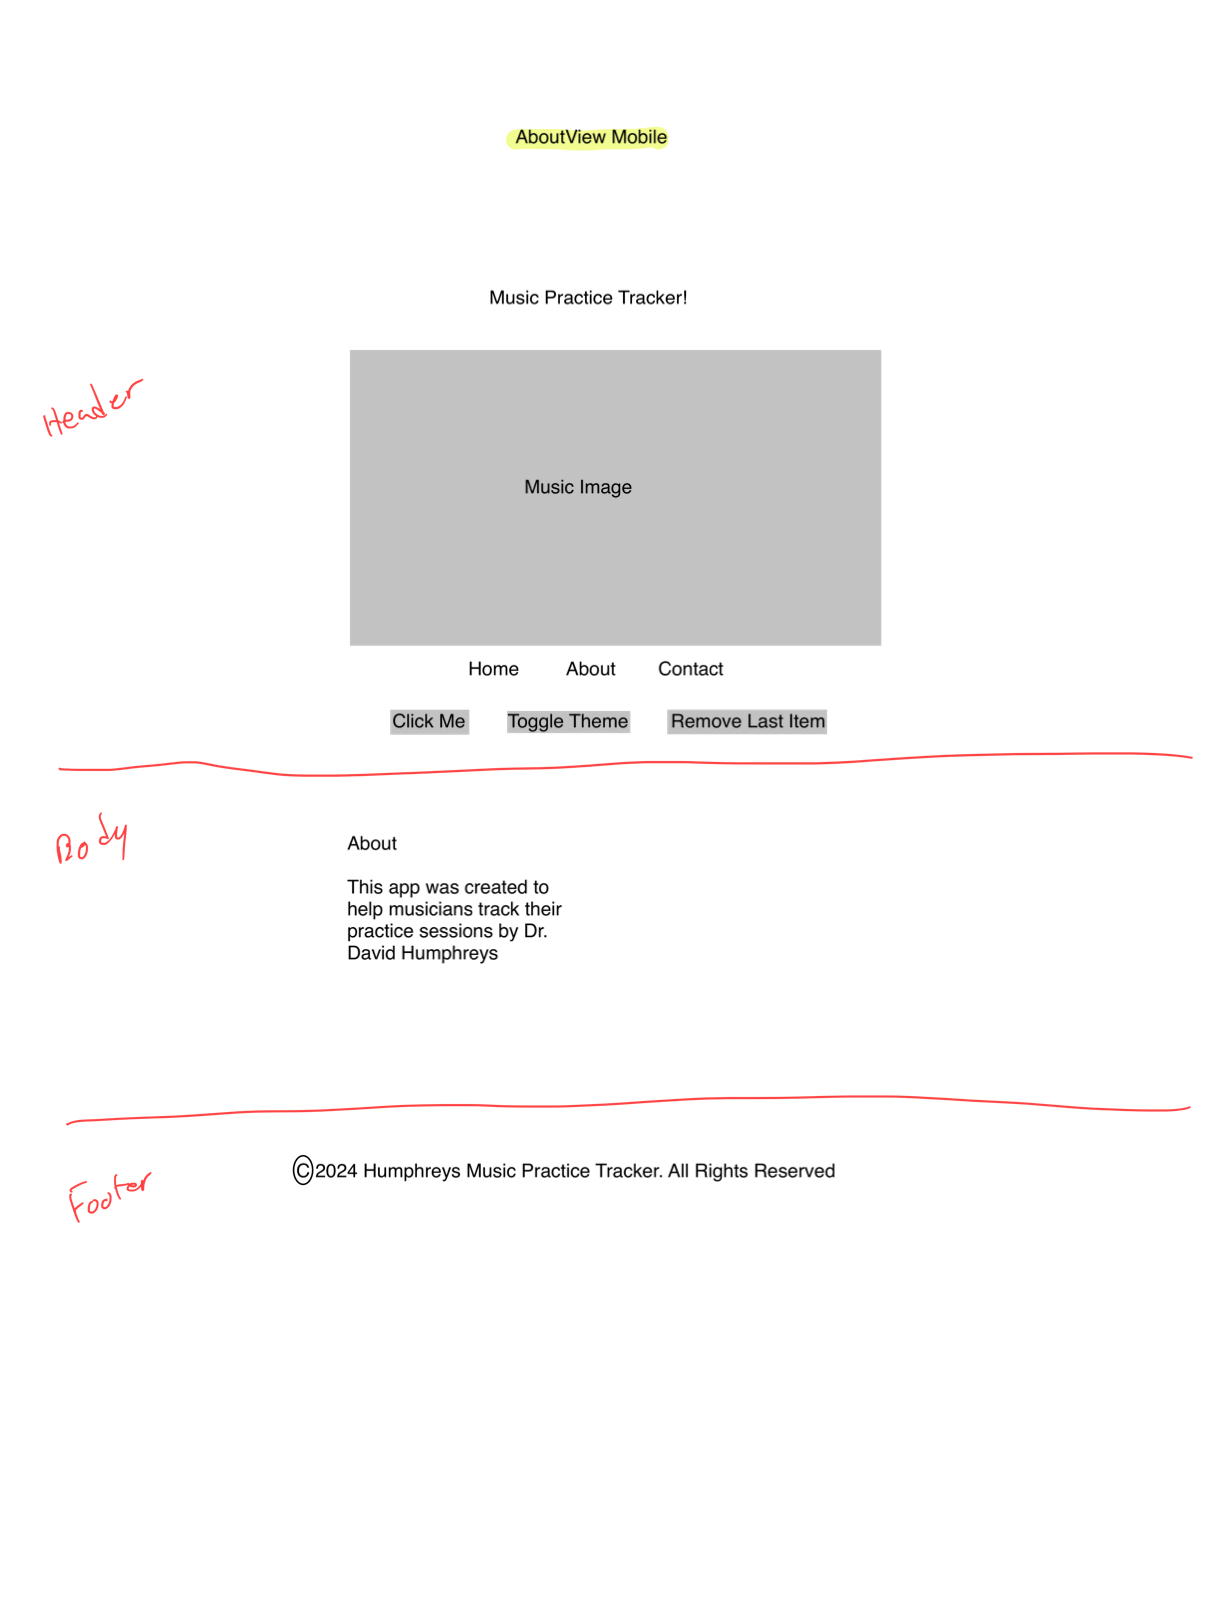 AboutView Mobile
Music Practice Tracker!
Header
Music Image
Home About Contact
Click Me Toggle Theme Remove Last Item
Body
About
This app was created to
help musicians track their
practice sessions by Dr.
David Humphreys
©2024 Humphreys Music Practice Tracker. All Rights Reserved
Footer